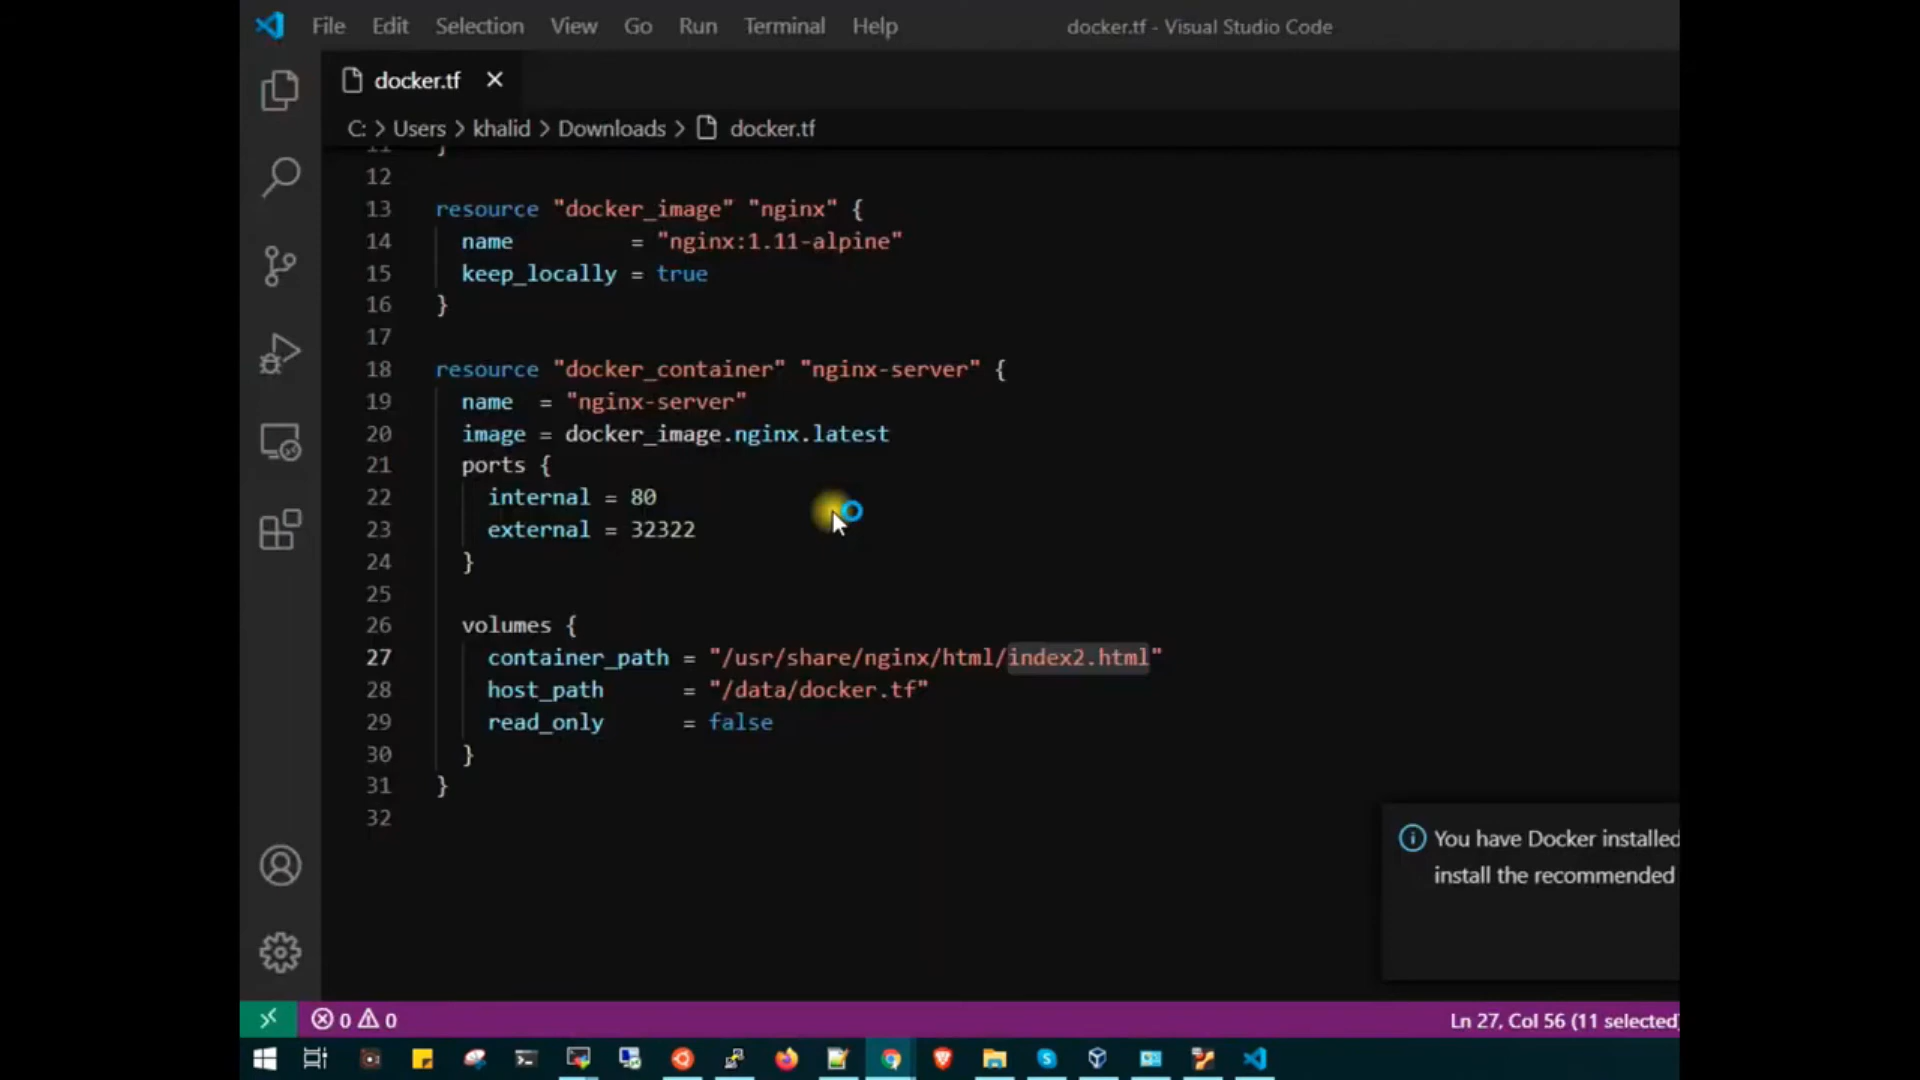 File Edit Selection View Go Run Terminal Help docker.tf - Visual Studio Code
docker.tf
C: > Users > khalid > Downloads > docker.tf
11 }
12
13 resource "docker_image" "nginx" {
14 name = "nginx:1.11-alpine"
15 keep_locally = true
16 }
17
18 resource "docker_container" "nginx-server" {
19 name = "nginx-server"
20 image = docker_image.nginx.latest
21 ports {
22 internal = 80
23 external = 32322
24 }
25
26 volumes {
27 container_path = "/usr/share/nginx/html/index2.html"
28 host_path = "/data/docker.tf"
29 read_only = false
30 }
31 }
32
You have Docker installed
install the recommended
0 0 Ln 27, Col 56 (11 selected)